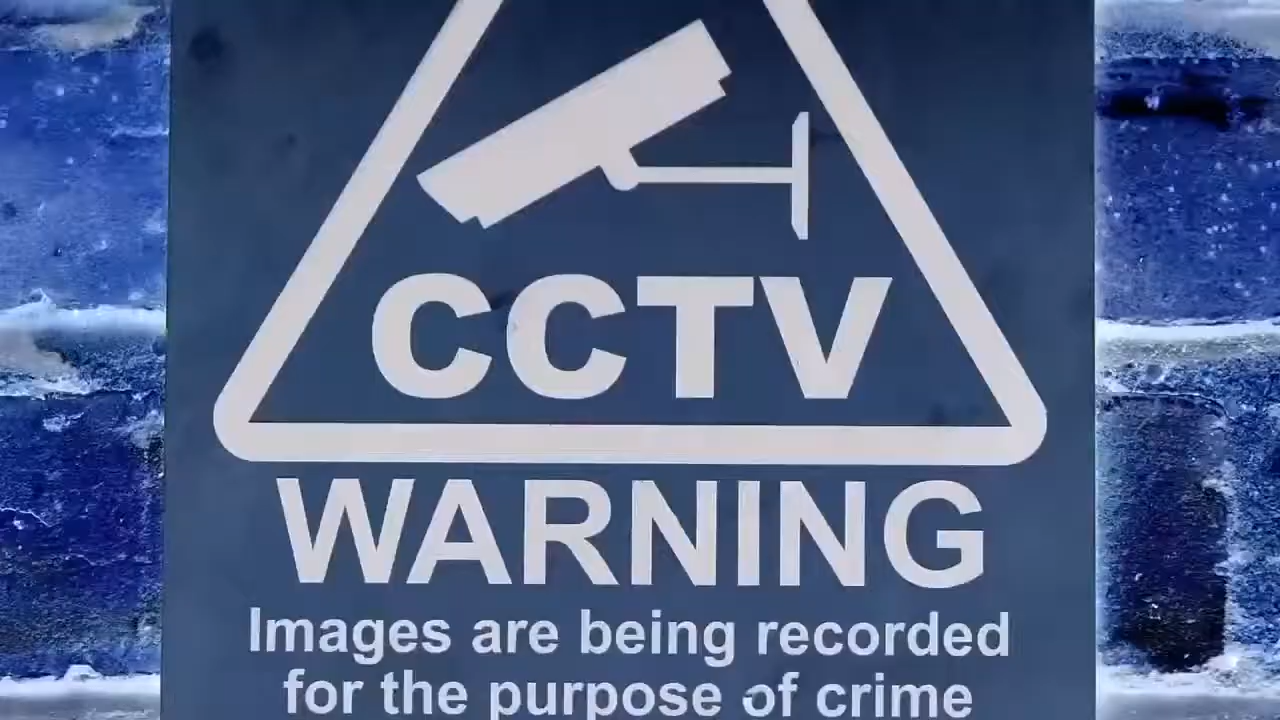 CCTV
WARNING
Images are being recorded
for the purpose of crime